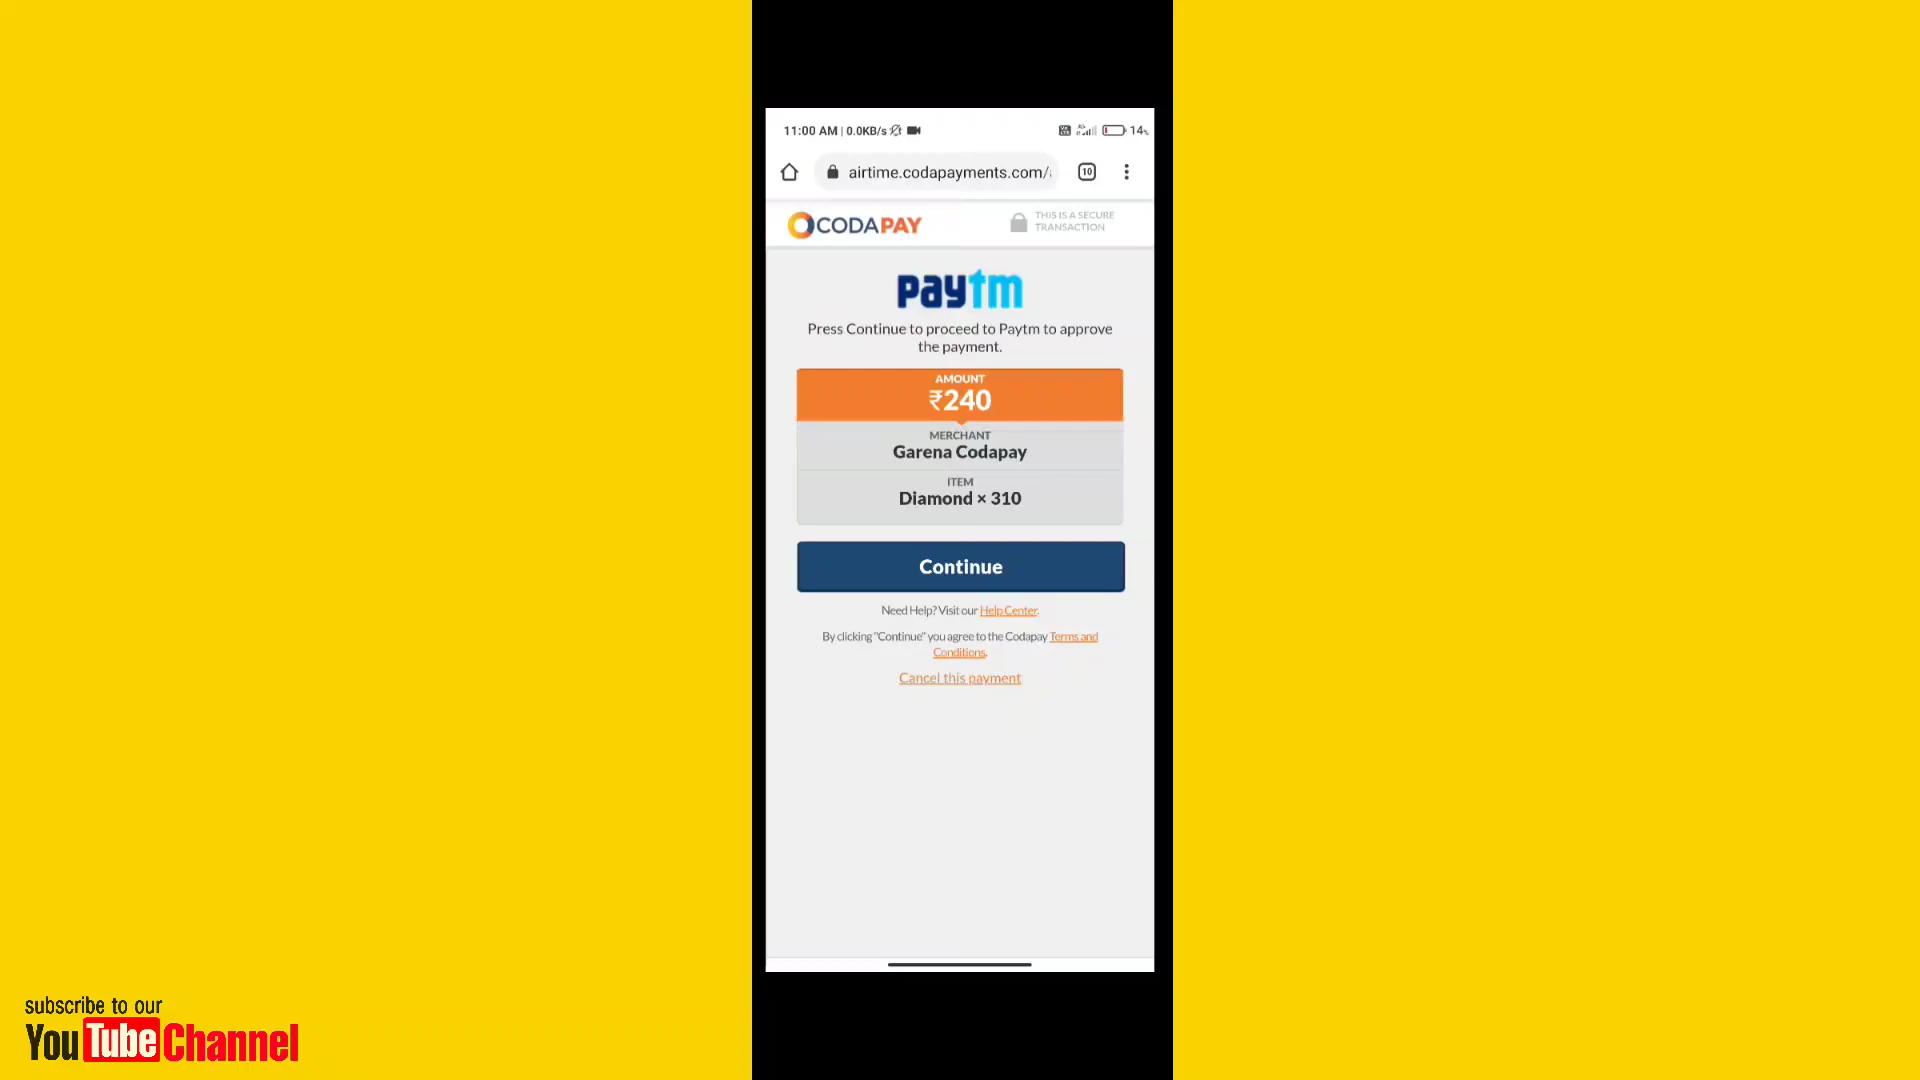 11:00 AM | 0.0KB/s
14%
10
airtime.codapayments.com/
CODAPAY
THIS IS A SECURE
TRANSACTION
paytm
Press Continue to proceed to Paytm to approve
the payment.
AMOUNT
₹240
MERCHANT
Garena Codapay
ITEM
Diamond × 310
Continue
Need Help? Visit our Help Center.
By clicking "Continue" you agree to the Codapay Terms and
Conditions.
Cancel this payment
subscribe to our
YouTube Channel